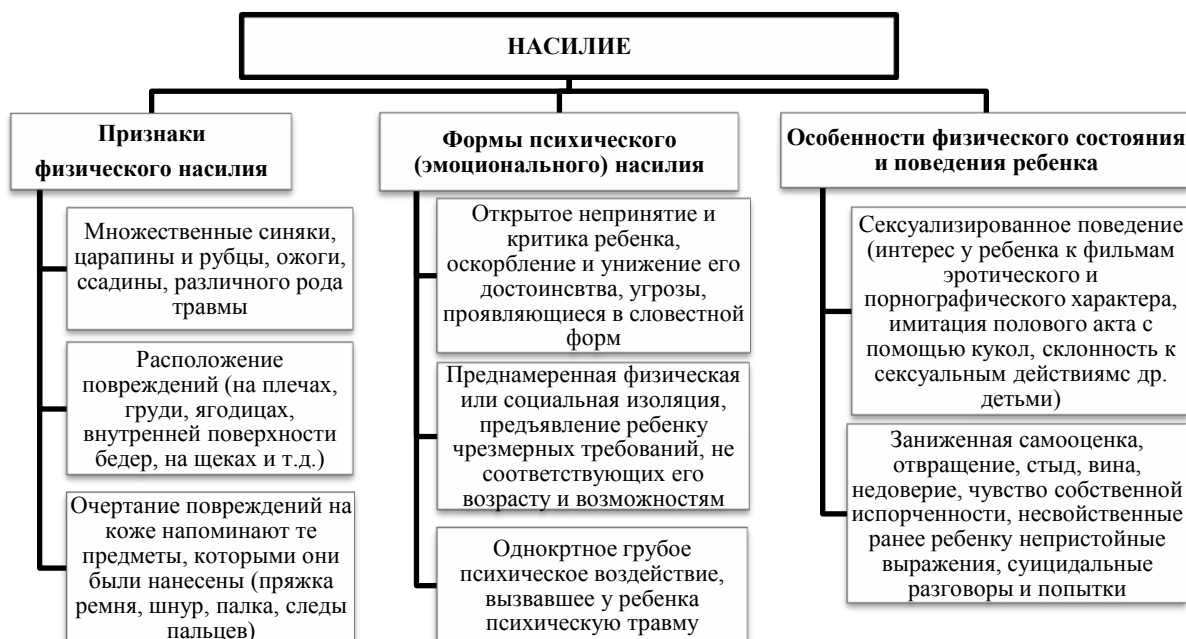 НАСИЛИЕ
Признаки
физического насилия
Множественные синяки,
царапины и рубцы, ожоги,
ссадины, различного рода
травмы
Расположение
повреждений (на плечах,
груди, ягодицах,
внутренней поверхности
бедер, на щеках и т.д.)
Очертание повреждений на
коже напоминают те
предметы, которыми они
были нанесены (пряжка
ремня, шнур, палка, следы
пальцев)
Формы психического
(эмоционального) насилия
Открытое непринятие и
критика ребенка,
оскорбление и унижение его
достоинсвтва, угрозы,
проявляющиеся в словестной
форм
Преднамеренная физическая
или социальная изоляция,
предъявление ребенку
чрезмерных требований, не
соответствующих его
возрасту и возможностям
Однокртное грубое
психическое воздействие,
вызвавшее у ребенка
психическую травму
Особенности физического состояния
и поведения ребенка
Сексуализированное поведение
(интерес у ребенка к фильмам
эротического и
порнографического характера,
имитация полового акта с
помощью кукол, склонность к
сексуальным действиямс др.
детьми)
Заниженная самооценка,
отвращение, стыд, вина,
недоверие, чувство собственной
испорченности, несвойственные
ранее ребенку непристойные
выражения, суицидальные
разговоры и попытки